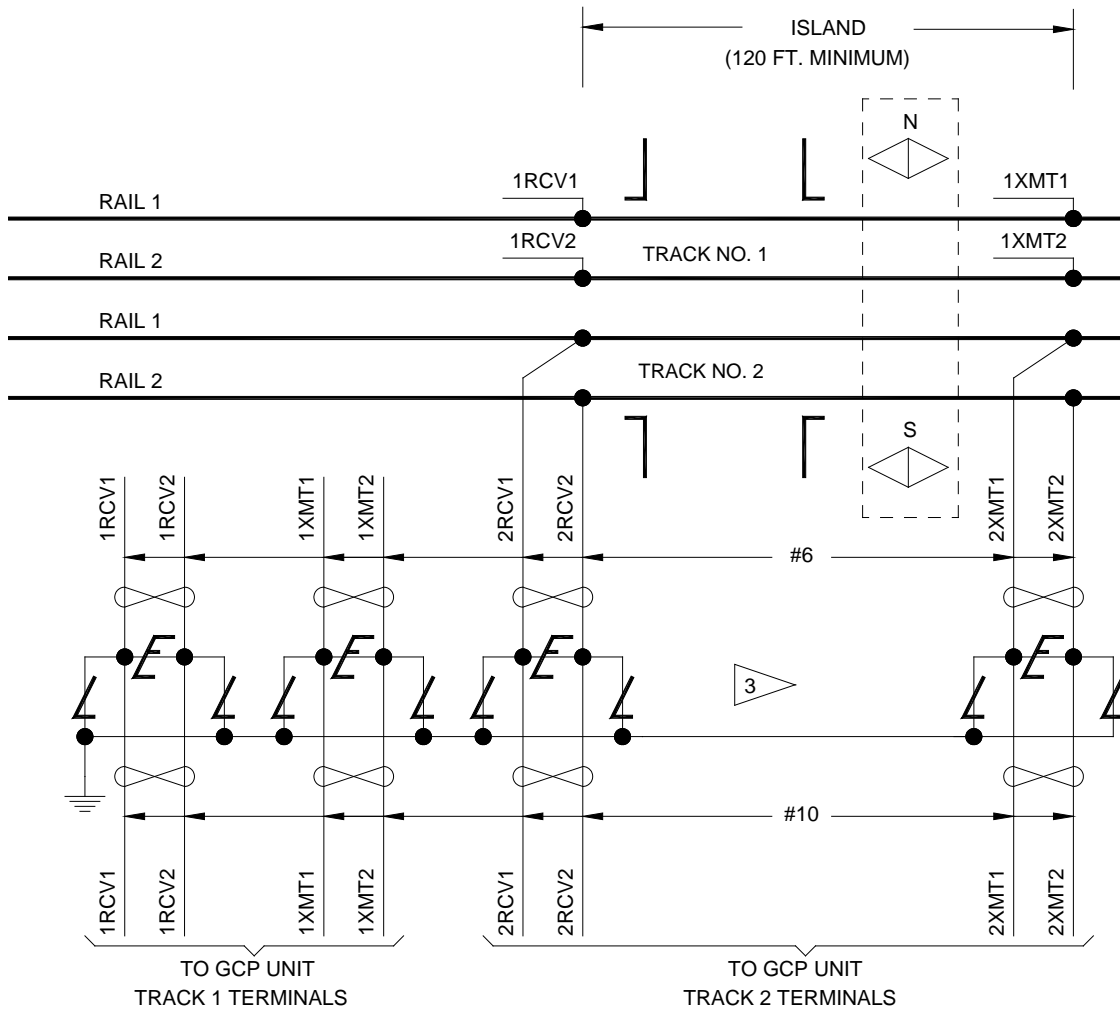 ISLAND
(120 FT. MINIMUM)
N
1RCV1
1XMT1
RAIL 1
1RCV2
TRACK NO. 1
1XMT2
RAIL 2
RAIL 1
TRACK NO. 2
RAIL 2
S
1RCV1
1RCV2
1XMT1
1XMT2
2RCV1
2RCV2
2XMT1
2XMT2
#6
3
#10
1RCV1
1RCV2
1XMT1
1XMT2
2RCV1
2RCV2
2XMT1
2XMT2
TO GCP UNIT
TRACK 1 TERMINALS
TO GCP UNIT
TRACK 2 TERMINALS